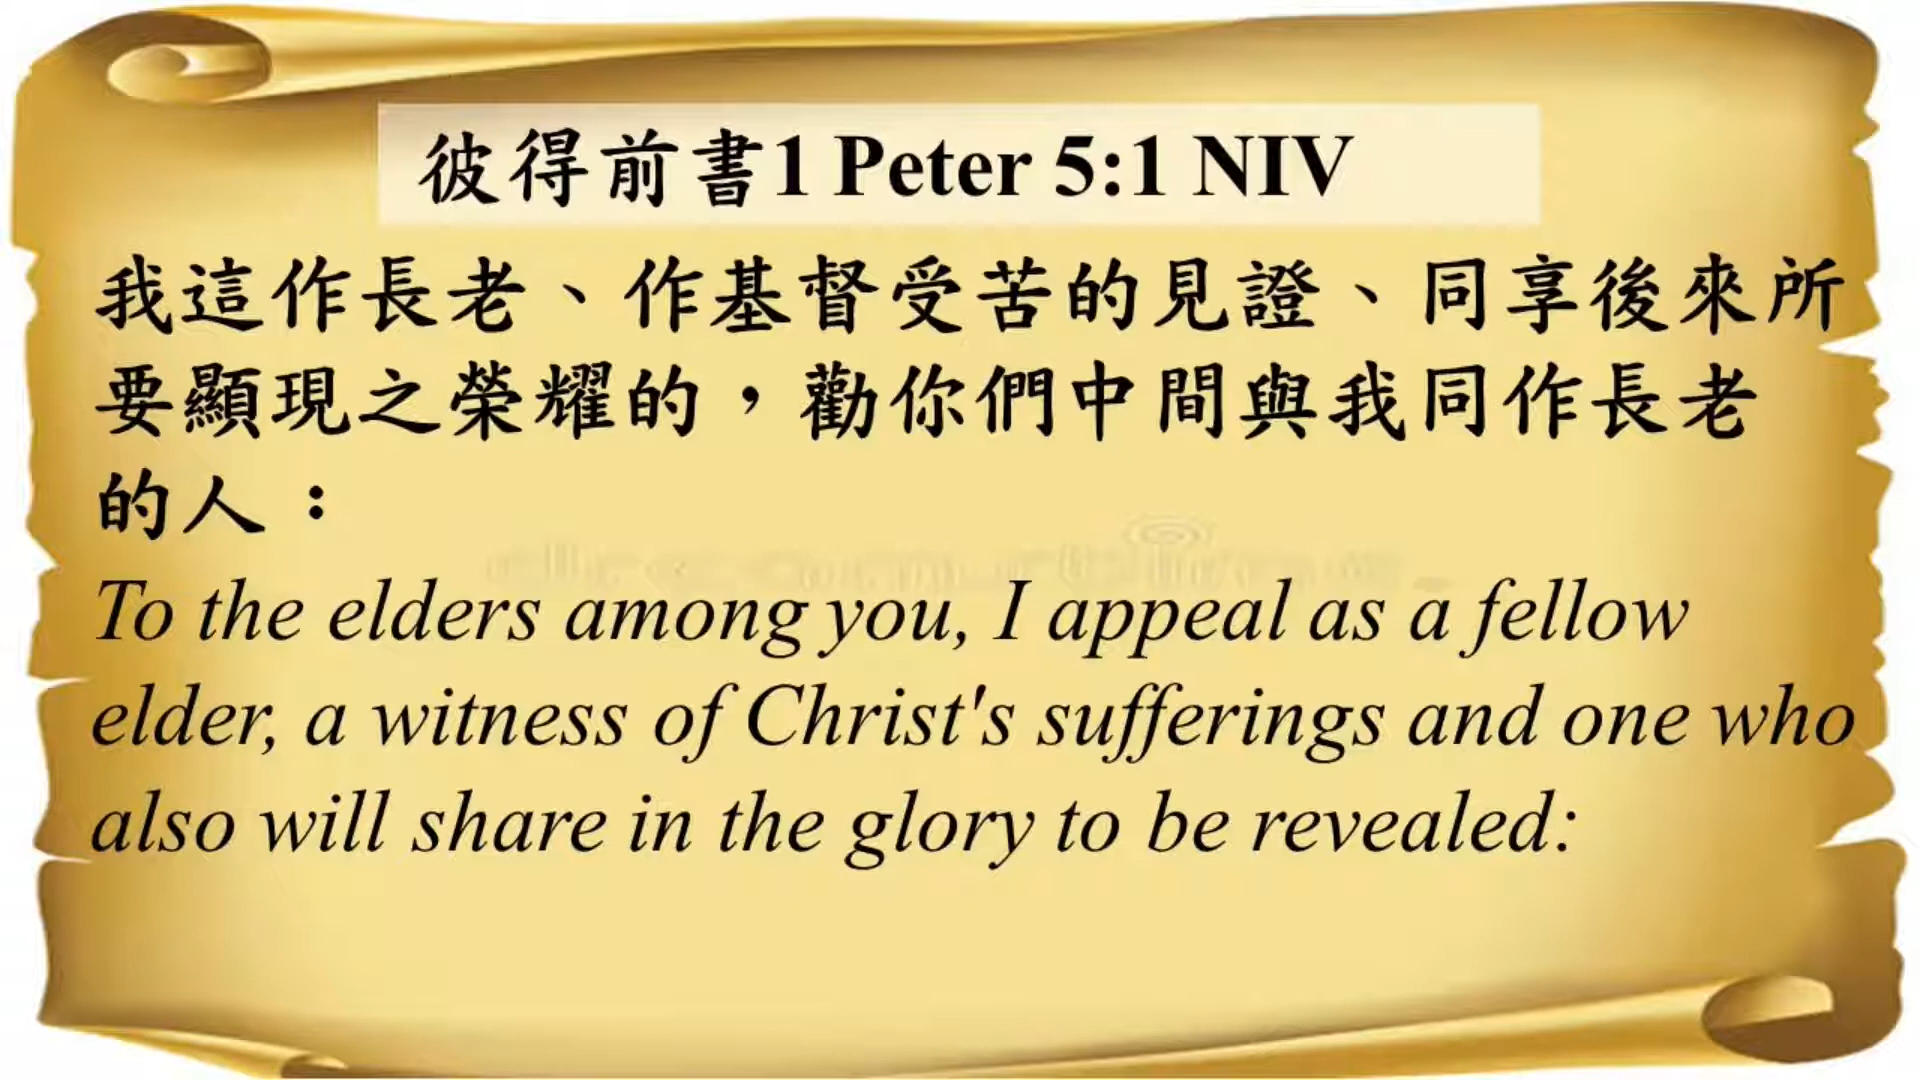 彼得前書1 Peter 5:1 NIV
我這作長老、作基督受苦的見證、同享後來所
要顯現之榮耀的，勸你們中間與我同作長老
的人：
To the elders among you, I appeal as a fellow
elder, a witness of Christ's sufferings and one who
also will share in the glory to be revealed: